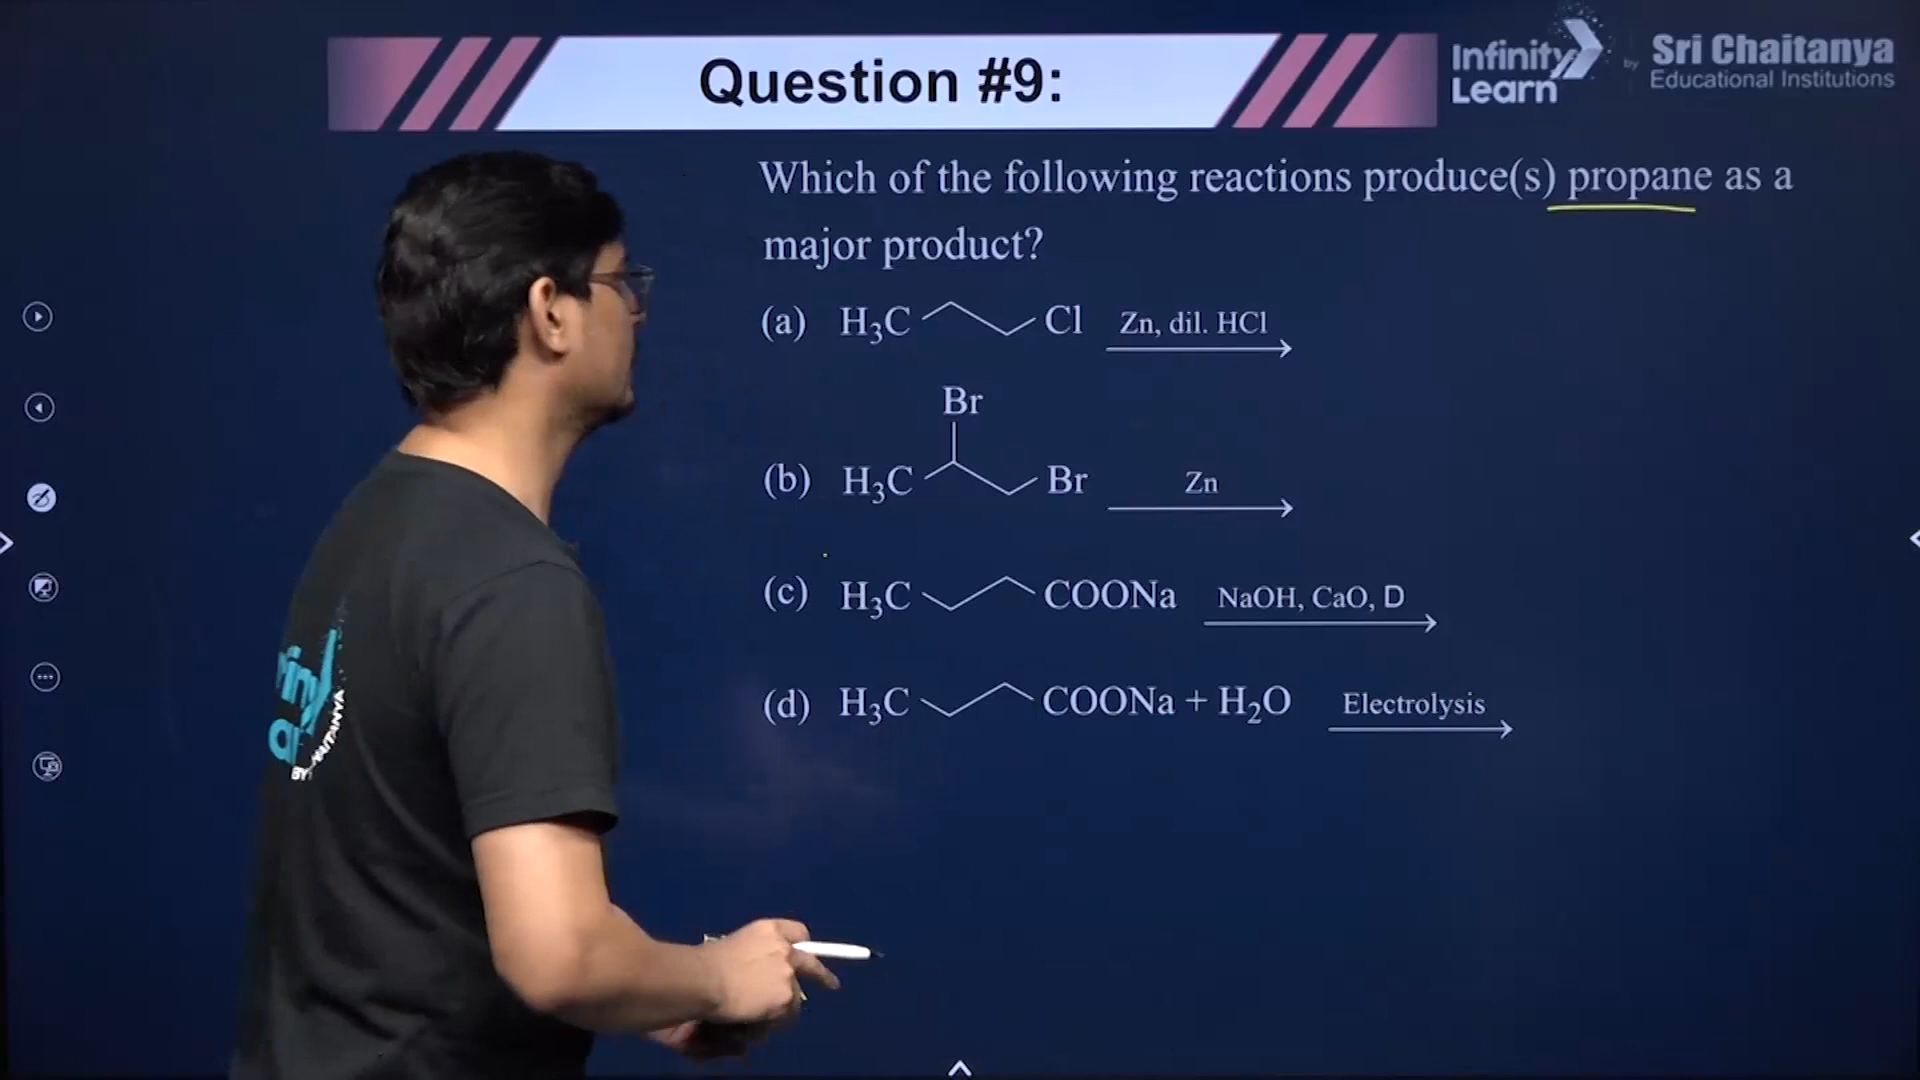 Question #9:
Infinity
Learn
by
Sri Chaitanya
Educational Institutions
Which of the following reactions produce(s) propane as a
major product?
(a) H₃C Cl Zn, dil. HCl
Br
(b) H₃C Br Zn
(c) H₃C COONa NaOH, CaO, D
(d) H₃C COONa + H₂O Electrolysis